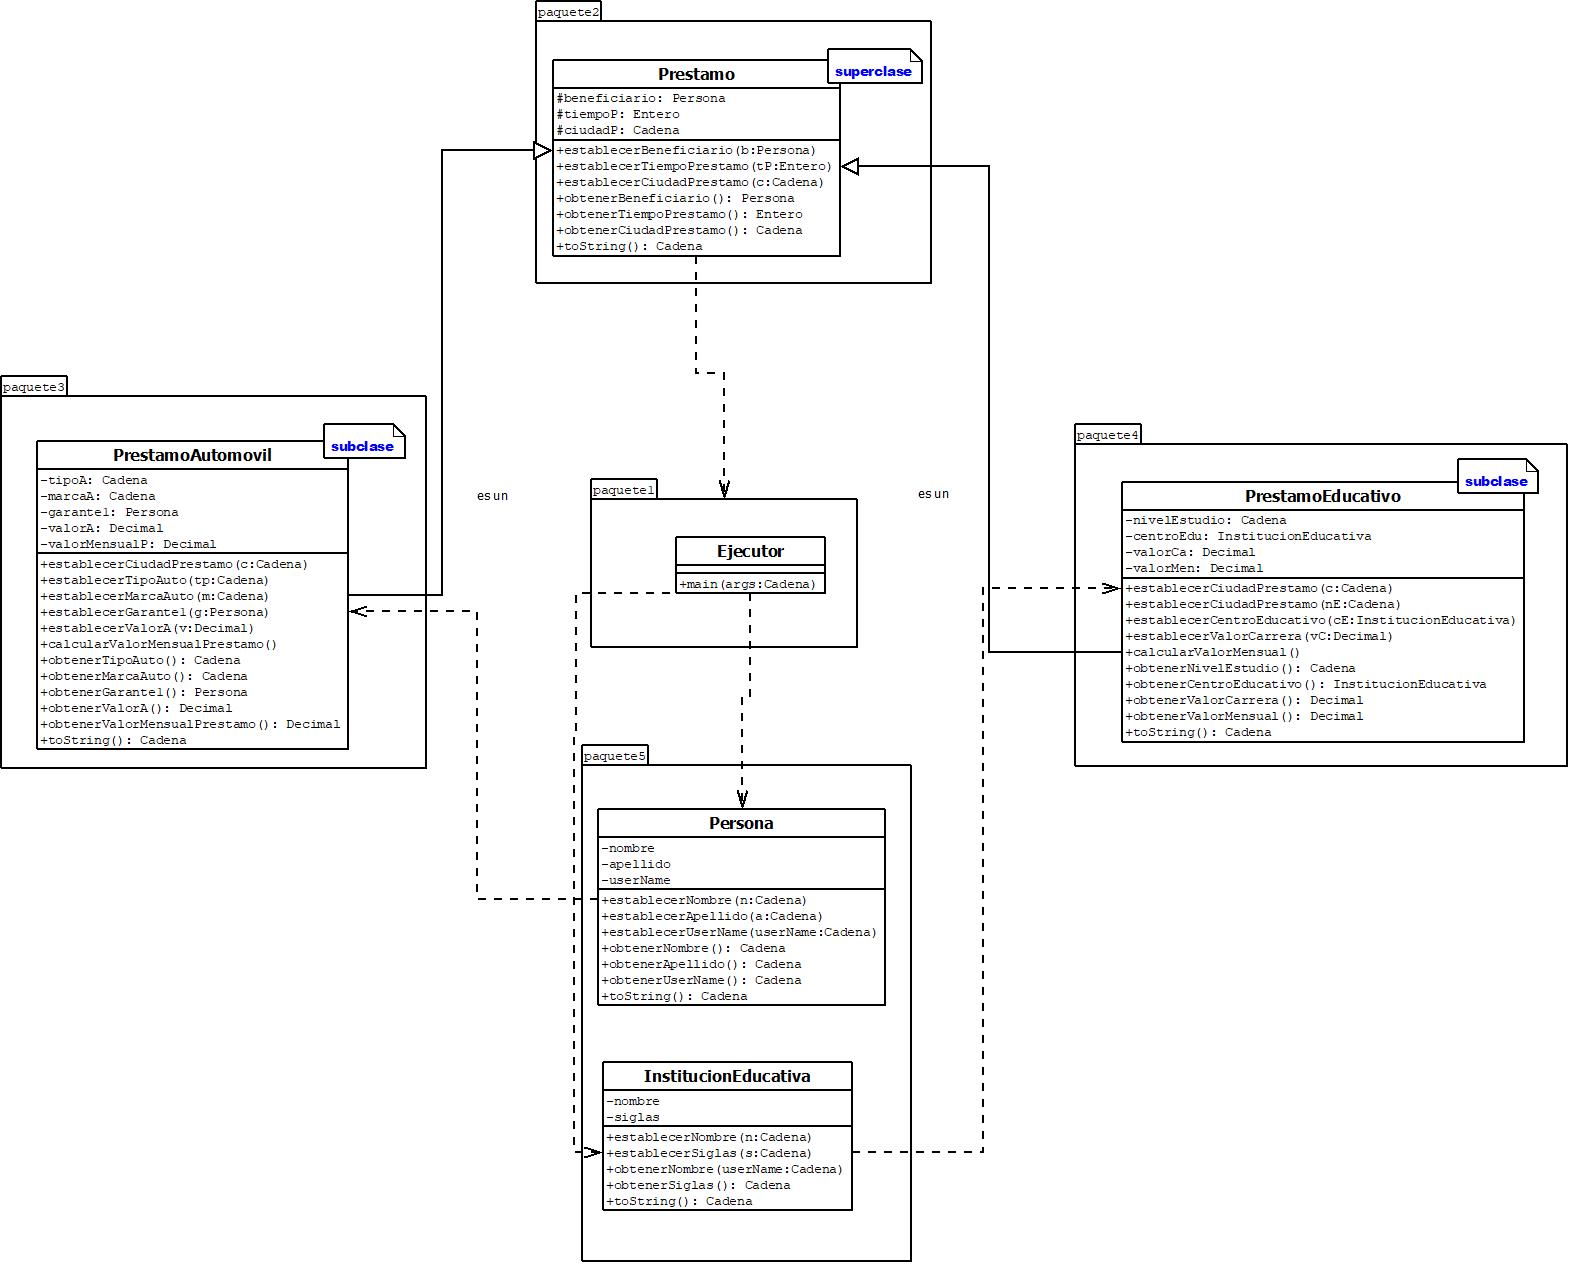 paquete2
Prestamo
superclase
#beneficiario: Persona
#tiempoP: Entero
#ciudadP: Cadena
+establecerBeneficiario(b:Persona)
+establecerTiempoPrestamo(tP:Entero)
+establecerCiudadPrestamo(c:Cadena)
+obtenerBeneficiario(): Persona
+obtenerTiempoPrestamo(): Entero
+obtenerCiudadPrestamo(): Cadena
+toString(): Cadena
paquete3
PrestamoAutomovil
subclase
-tipoA: Cadena
-marcaA: Cadena
-garante1: Persona
-valorA: Decimal
-valorMensualP: Decimal
+establecerCiudadPrestamo(c:Cadena)
+establecerTipoAuto(tp:Cadena)
+establecerMarcaAuto(m:Cadena)
+establecerGarante1(g:Persona)
+establecerValorA(v:Decimal)
+calcularValorMensualPrestamo()
+obtenerTipoAuto(): Cadena
+obtenerMarcaAuto(): Cadena
+obtenerGarante1(): Persona
+obtenerValorA(): Decimal
+obtenerValorMensualPrestamo(): Decimal
+toString(): Cadena
es un
paquete1
Ejecutor
+main(args:Cadena)
es un
paquete4
PrestamoEducativo
subclase
-nivelEstudio: Cadena
-centroEdu: InstitucionEducativa
-valorCa: Decimal
-valorMen: Decimal
+establecerCiudadPrestamo(c:Cadena)
+establecerCiudadPrestamo(nE:Cadena)
+establecerCentroEducativo(cE:InstitucionEducativa)
+establecerValorCarrera(vC:Decimal)
+calcularValorMensual()
+obtenerNivelEstudio(): Cadena
+obtenerCentroEducativo(): InstitucionEducativa
+obtenerValorCarrera(): Decimal
+obtenerValorMensual(): Decimal
+toString(): Cadena
paquete5
Persona
-nombre
-apellido
-userName
+establecerNombre(n:Cadena)
+establecerApellido(a:Cadena)
+establecerUserName(userName:Cadena)
+obtenerNombre(): Cadena
+obtenerApellido(): Cadena
+obtenerUserName(): Cadena
+toString(): Cadena
InstitucionEducativa
-nombre
-siglas
+establecerNombre(n:Cadena)
+establecerSiglas(s:Cadena)
+obtenerNombre(userName:Cadena)
+obtenerSiglas(): Cadena
+toString(): Cadena